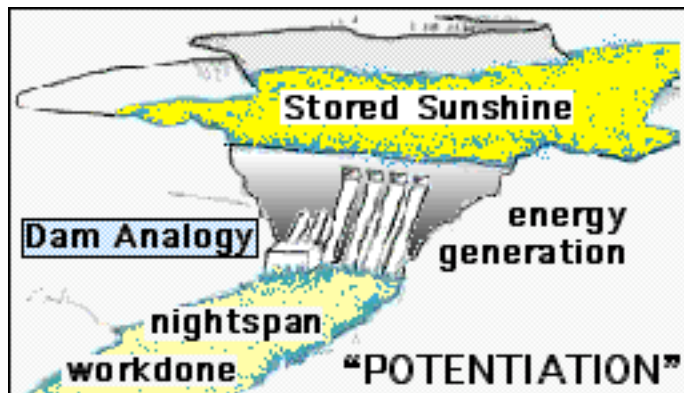 Stored Sunshine
Dam Analogy
energy
generation
nightspan
workdone
“POTENTIATION”